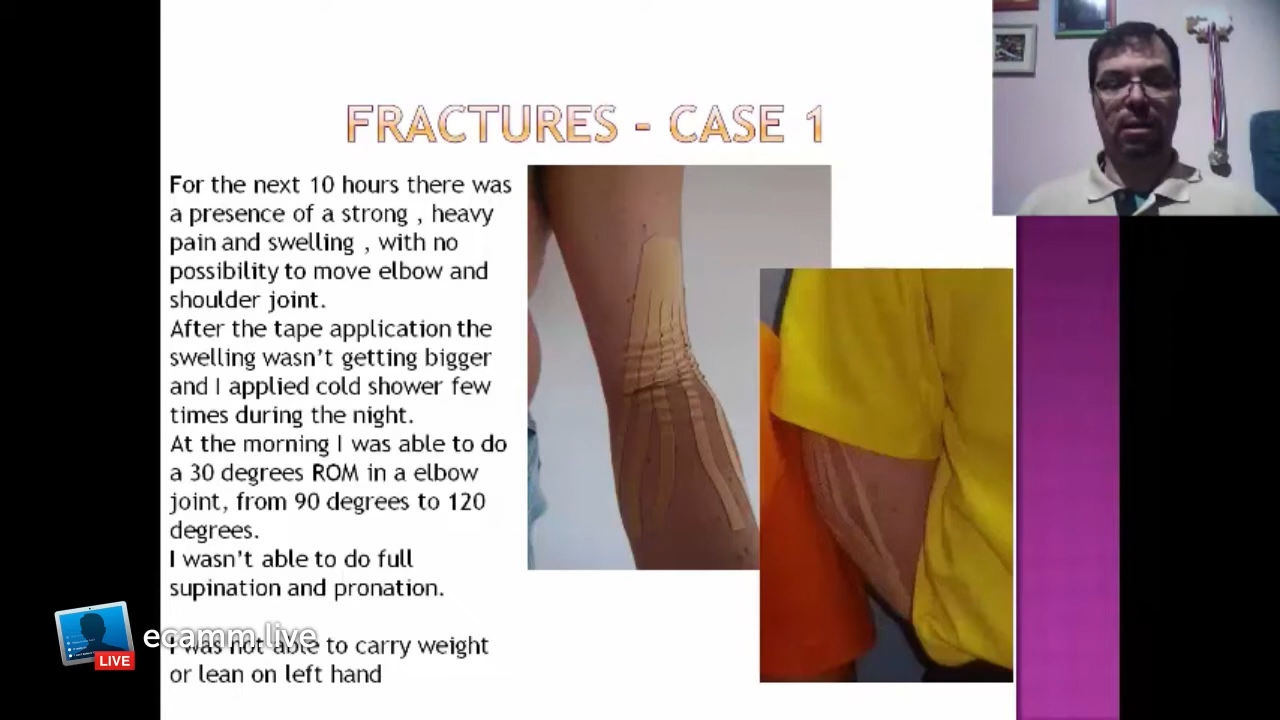 FRACTURES - CASE 1
For the next 10 hours there was
a presence of a strong , heavy
pain and swelling , with no
possibility to move elbow and
shoulder joint.
After the tape application the
swelling wasn't getting bigger
and I applied cold shower few
times during the night.
At the morning I was able to do
a 30 degrees ROM in a elbow
joint, from 90 degrees to 120
degrees.
I wasn't able to do full
supination and pronation.
I was not able to carry weight
or lean on left hand
ecamm.live
LIVE